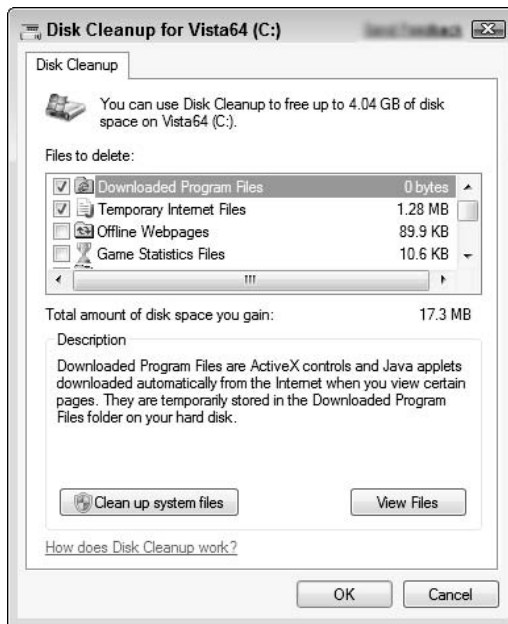 Disk Cleanup for Vista64 (C:)
Disk Cleanup
You can use Disk Cleanup to free up to 4.04 GB of disk
space on Vista64 (C:).
Files to delete:
Downloaded Program Files 0 bytes
Temporary Internet Files 1.28 MB
Offline Webpages 89.9 KB
Game Statistics Files 10.6 KB
Total amount of disk space you gain: 17.3 MB
Description
Downloaded Program Files are ActiveX controls and Java applets
downloaded automatically from the Internet when you view certain
pages. They are temporarily stored in the Downloaded Program
Files folder on your hard disk.
Clean up system files View Files
How does Disk Cleanup work?
OK Cancel